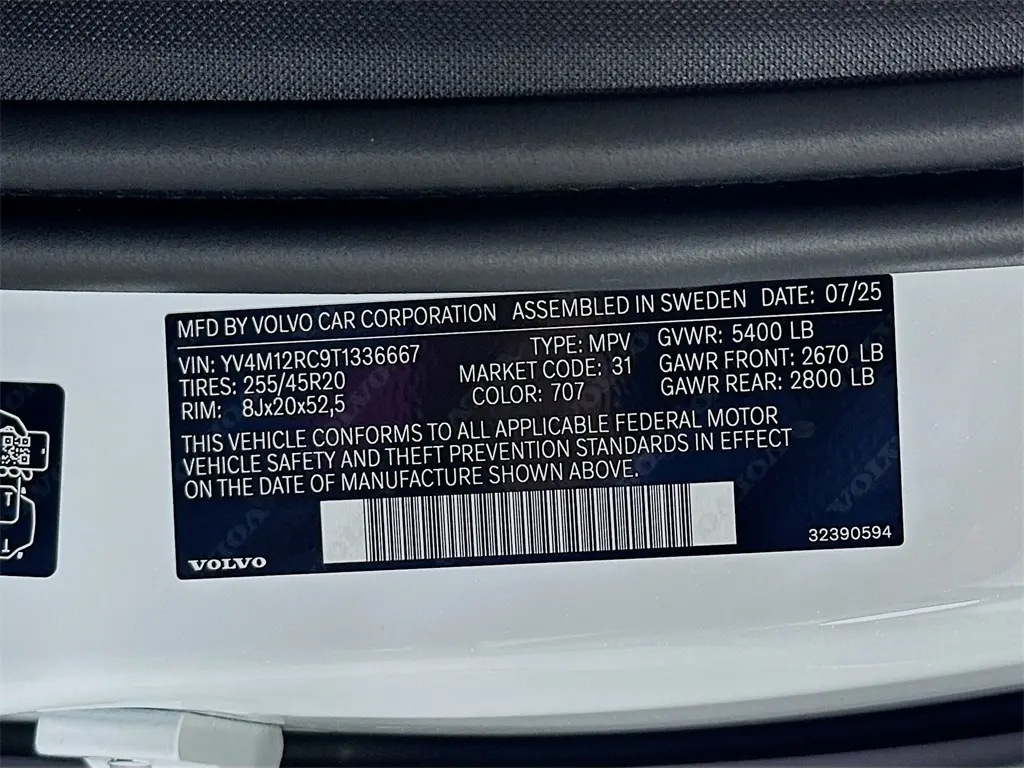 MFD BY VOLVO CAR CORPORATION ASSEMBLED IN SWEDEN DATE: 07/25
VIN: YV4M12RC9T1336667 TYPE: MPV GVWR: 5400 LB
TIRES: 255/45R20 MARKET CODE: 31 GAWR FRONT: 2670 LB
RIM: 8Jx20x52,5 COLOR: 707 GAWR REAR: 2800 LB
THIS VEHICLE CONFORMS TO ALL APPLICABLE FEDERAL MOTOR
VEHICLE SAFETY AND THEFT PREVENTION STANDARDS IN EFFECT
ON THE DATE OF MANUFACTURE SHOWN ABOVE.
VOLVO 32390594